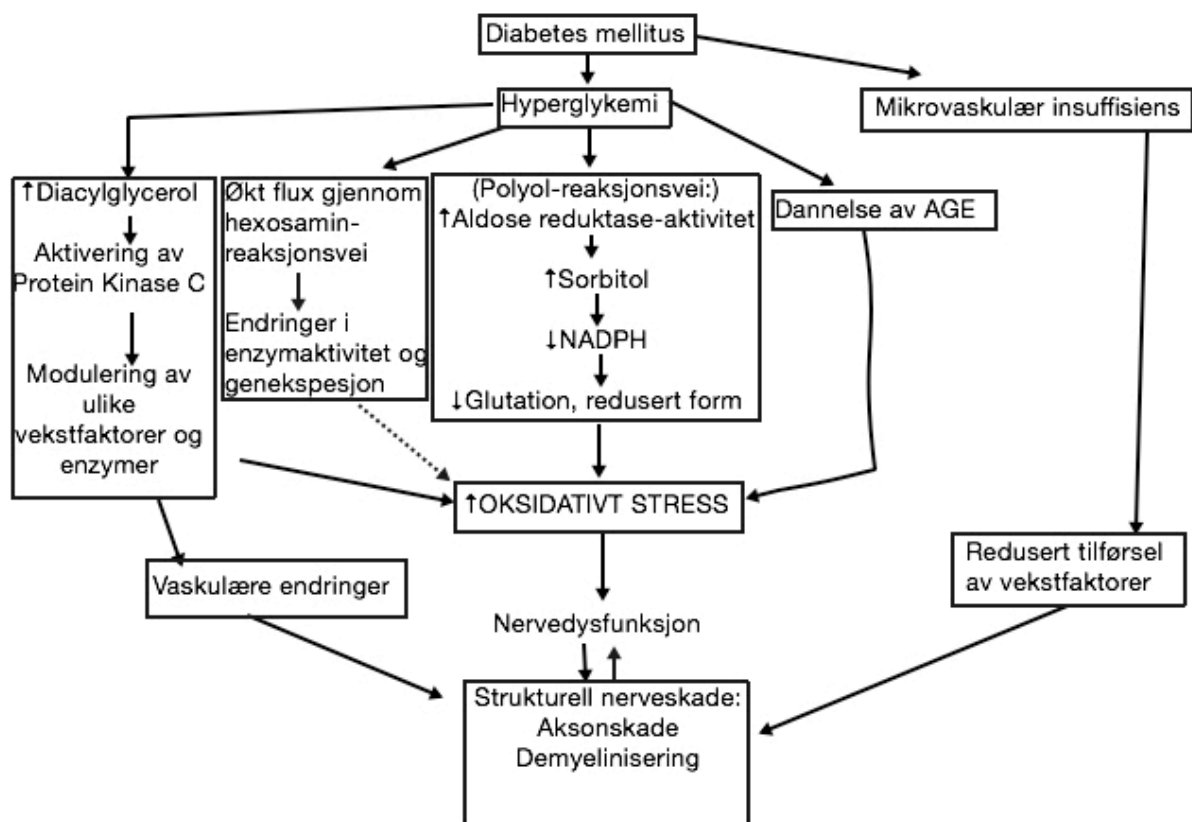 Diabetes mellitus
Hyperglykemi
Mikrovaskulær insuffisiens
↑Diacylglycerol
Aktivering av
Protein Kinase C
Modulering av
ulike
vekstfaktorer og
enzymer
Økt flux gjennom
hexosamin-
reaksjonsvei
Endringer i
enzymaktivitet og
genekspesjon
(Polyol-reaksjonsvei:)
↑Aldose reduktase-aktivitet
↑Sorbitol
↓NADPH
↓Glutation, redusert form
Dannelse av AGE
↑OKSIDATIVT STRESS
Vaskulære endringer
Redusert tilførsel
av vekstfaktorer
Nervedysfunksjon
Strukturell nerveskade:
Aksonskade
Demyelinisering